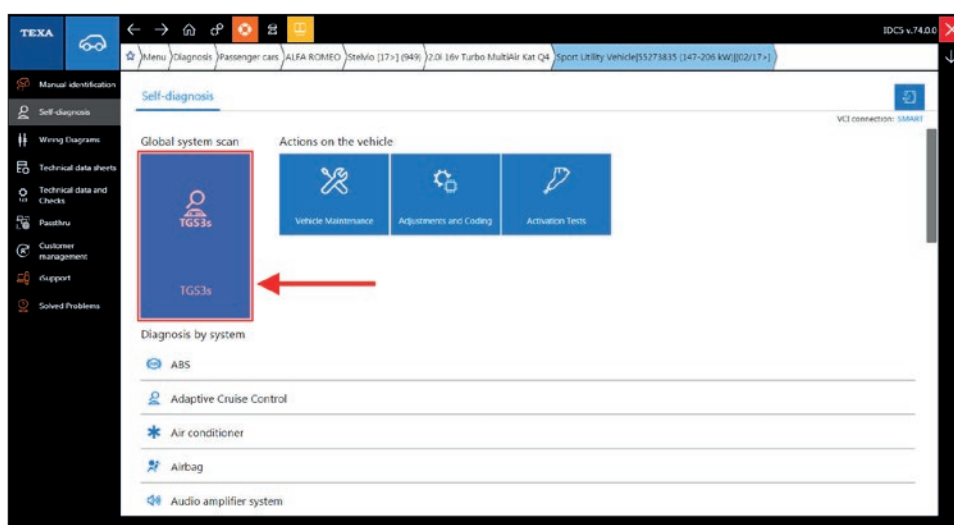 TEXA
IDC5 v.74.0.0
Menu Diagnosis Passenger cars ALFA ROMEO Stelvio [17>] (949) 2.0i 16v Turbo MultiAir Kat Q4 Sport Utility Vehicle[55273835 (147-206 kW)][02/17>]
Manual identification
Self-diagnosis
Wiring Diagrams
Technical data sheets
Technical data and
Checks
Passthru
Customer
management
iSupport
Solved Problems
Self-diagnosis
VCI connection: SMART
Global system scan
Actions on the vehicle
TGS3s
Vehicle Maintenance
Adjustments and Coding
Activation Tests
TGS3s
Diagnosis by system
ABS
Adaptive Cruise Control
Air conditioner
Airbag
Audio amplifier system